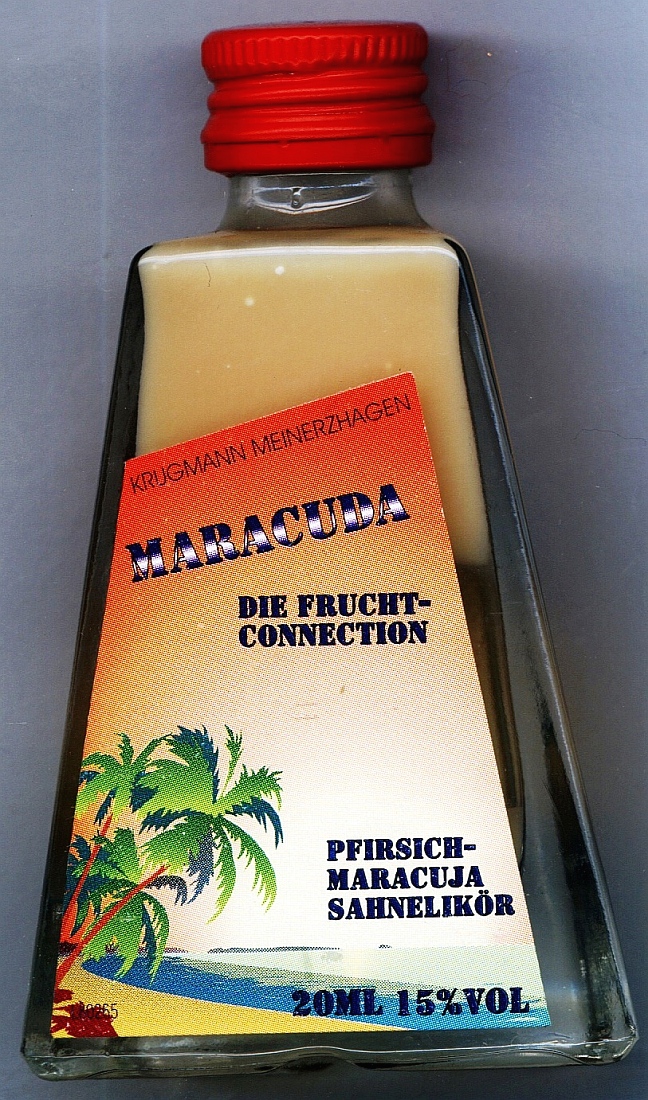 KRUGMANN MEINERZHAGEN
MARACUDA
DIE FRUCHT-
CONNECTION
PFIRSICH-
MARACUJA
SAHNELIKÖR
20ML 15%VOL